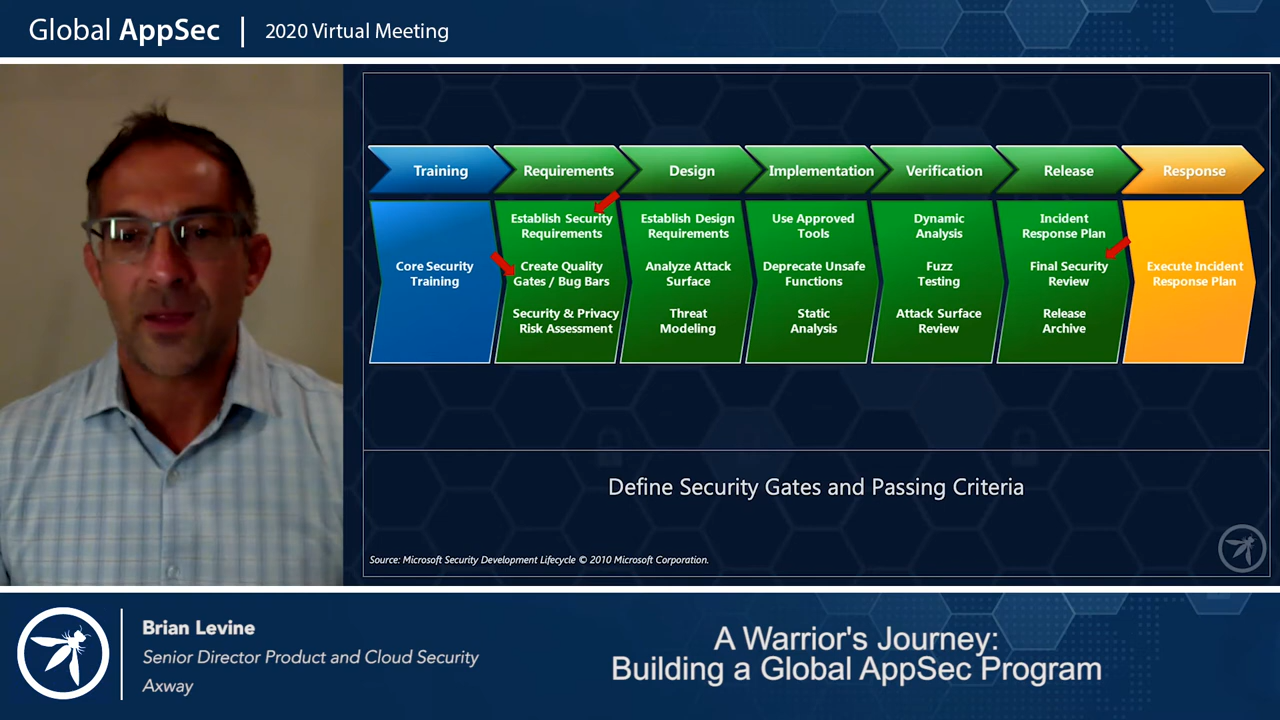 Global AppSec | 2020 Virtual Meeting
Training
Requirements
Design
Implementation
Verification
Release
Response
Core Security
Training
Establish Security
Requirements
Create Quality
Gates / Bug Bars
Security & Privacy
Risk Assessment
Establish Design
Requirements
Analyze Attack
Surface
Threat
Modeling
Use Approved
Tools
Deprecate Unsafe
Functions
Static
Analysis
Dynamic
Analysis
Fuzz
Testing
Attack Surface
Review
Incident
Response Plan
Final Security
Review
Release
Archive
Execute Incident
Response Plan
Define Security Gates and Passing Criteria
Source: Microsoft Security Development Lifecycle © 2010 Microsoft Corporation.
Brian Levine
Senior Director Product and Cloud Security
Axway
A Warrior's Journey:
Building a Global AppSec Program